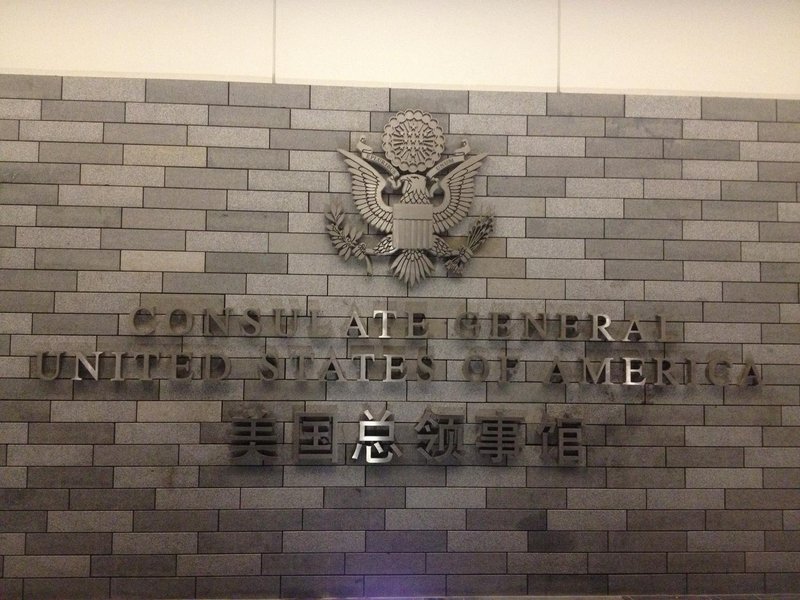 CONSULATE GENERAL
UNITED STATES OF AMERICA
美国总领事馆